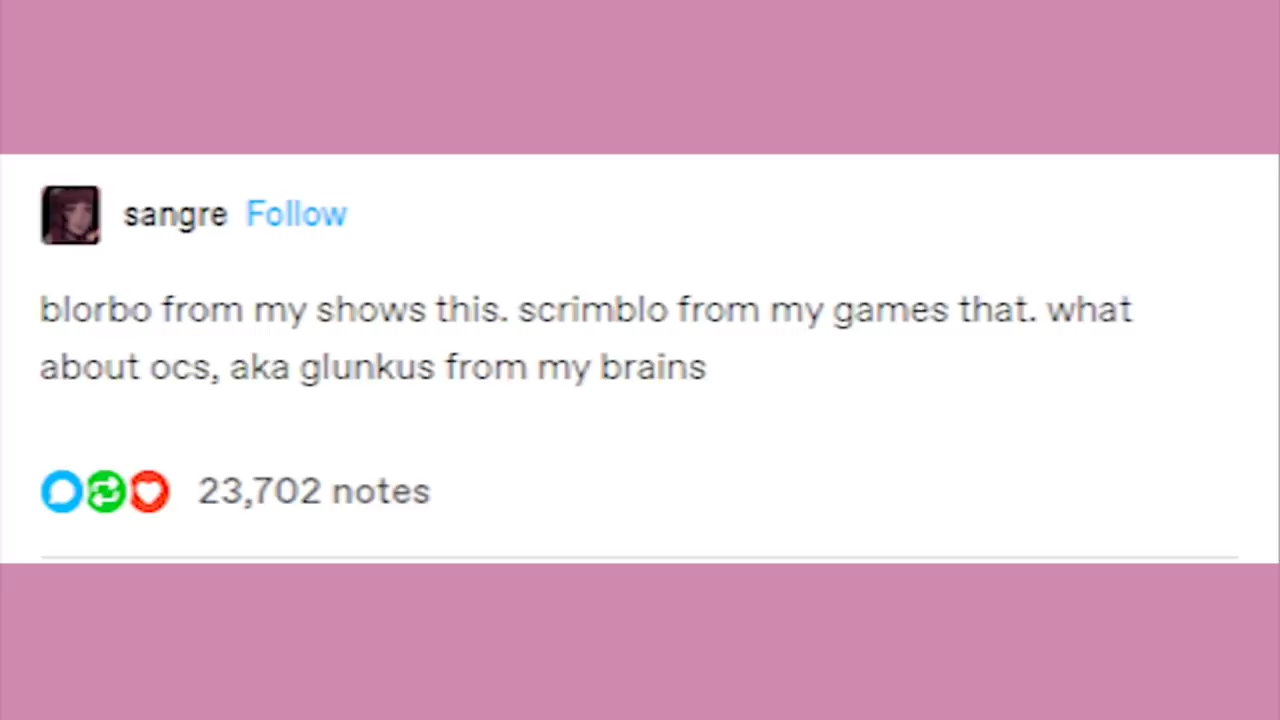 sangre Follow
blorbo from my shows this. scrimblo from my games that. what
about ocs, aka glunkus from my brains
23,702 notes